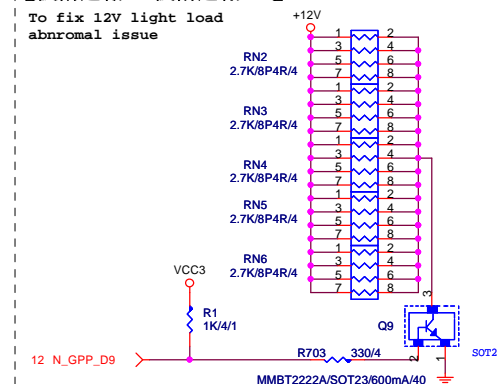 To fix 12V light load
abnromal issue
+12V
1 2
3 4
RN2
5 6
2.7K/8P4R/4
7 8
1 2
3 4
RN3
5 6
2.7K/8P4R/4
7 8
1 2
3 4
RN4
5 6
2.7K/8P4R/4
7 8
1 2
3 4
RN5
5 6
2.7K/8P4R/4
7 8
1 2
3 4
RN6
5 6
2.7K/8P4R/4
7 8
VCC3
R1
1K/4/1
3
Q9
SOT2
12 N_GPP_D9
R703 330/4
2 1
MMBT2222A/SOT23/600mA/40